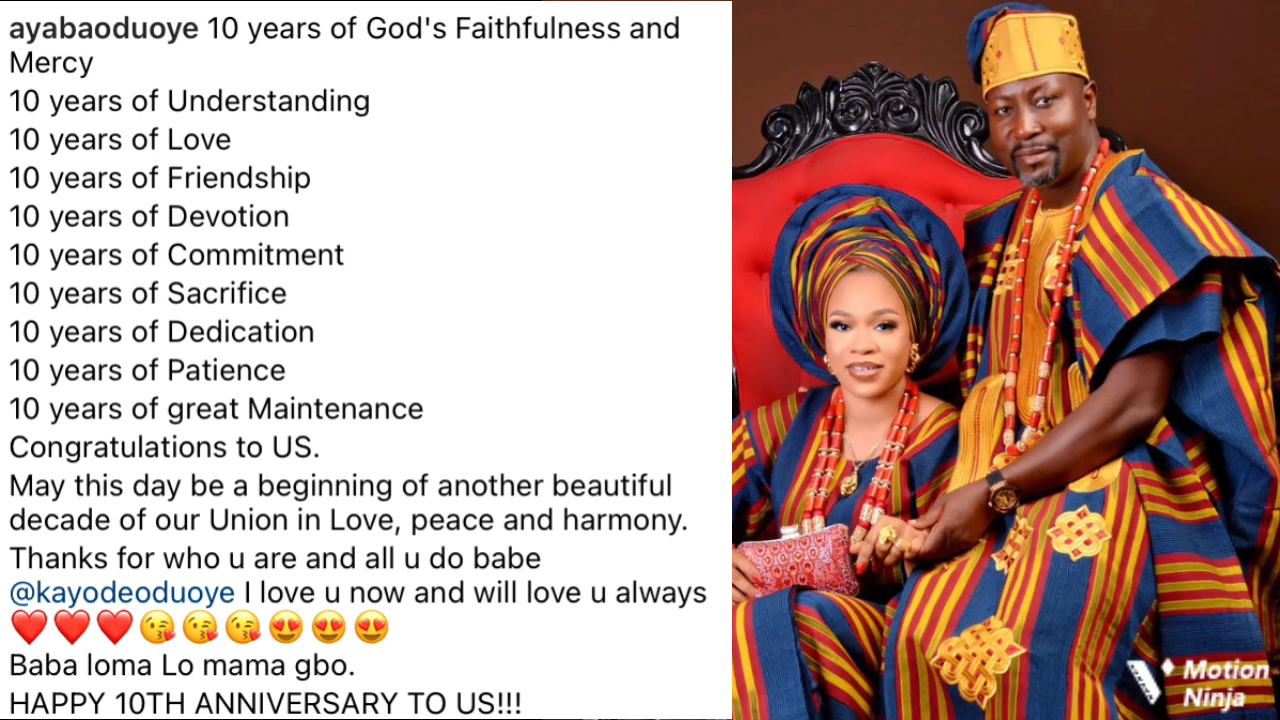 ayabaoduoye 10 years of God's Faithfulness and
Mercy
10 years of Understanding
10 years of Love
10 years of Friendship
10 years of Devotion
10 years of Commitment
10 years of Sacrifice
10 years of Dedication
10 years of Patience
10 years of great Maintenance
Congratulations to US.
May this day be a beginning of another beautiful
decade of our Union in Love, peace and harmony.
Thanks for who u are and all u do babe
@kayodeoduoye I love u now and will love u always
❤️❤️❤️😘😘😘😍😍😍
Baba loma Lo mama gbo.
HAPPY 10TH ANNIVERSARY TO US!!!
Motion
Ninja